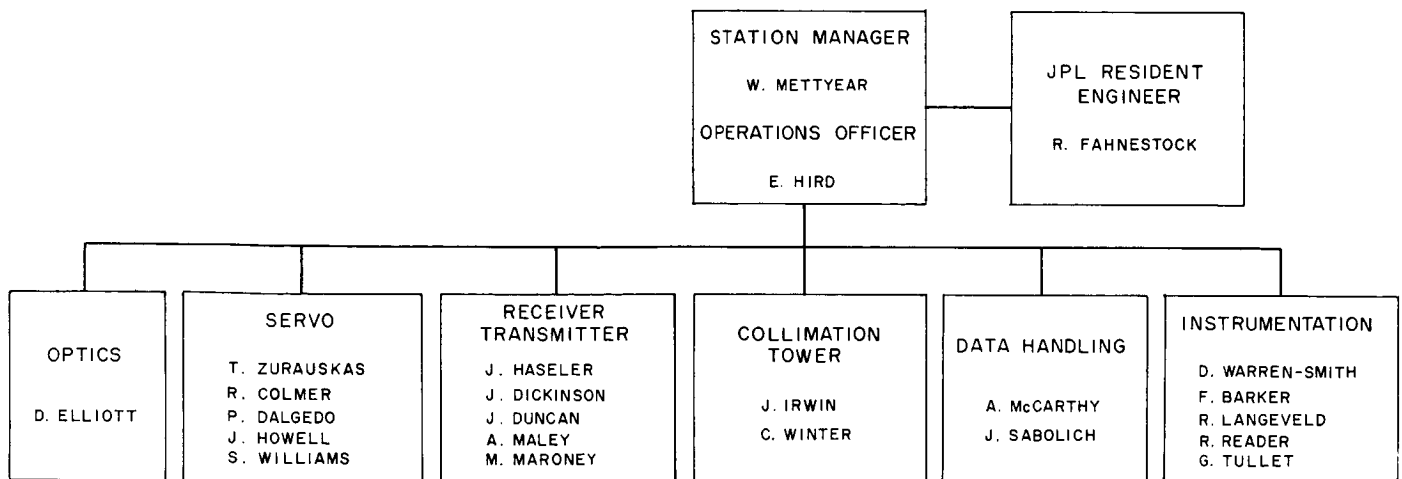 STATION MANAGER
W. METTYEAR
OPERATIONS OFFICER
E. HIRD
JPL RESIDENT
ENGINEER
R. FAHNESTOCK
OPTICS
D. ELLIOTT
SERVO
T. ZURAUSKAS
R. COLMER
P. DALGEDO
J. HOWELL
S. WILLIAMS
RECEIVER
TRANSMITTER
J. HASELER
J. DICKINSON
J. DUNCAN
A. MALEY
M. MARONEY
COLLIMATION
TOWER
J. IRWIN
C. WINTER
DATA HANDLING
A. McCARTHY
J. SABOLICH
INSTRUMENTATION
D. WARREN-SMITH
F. BARKER
R. LANGEVELD
R. READER
G. TULLET